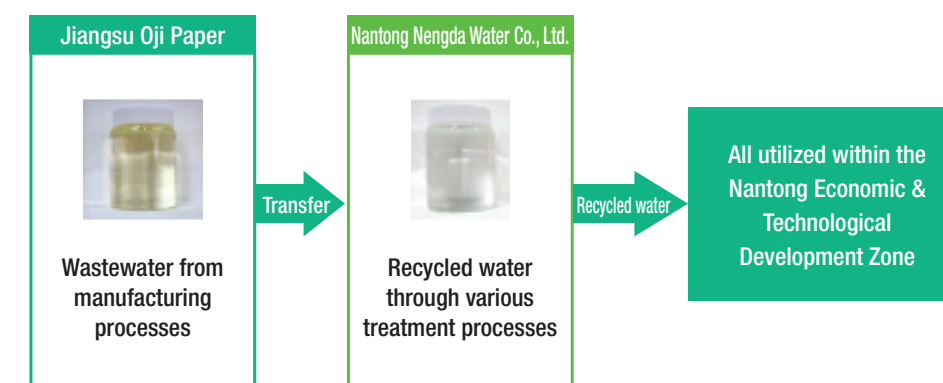 Jiangsu Oji Paper
Wastewater from
manufacturing
processes
Transfer
Nantong Nengda Water Co., Ltd.
Recycled water
through various
treatment processes
Recycled water
All utilized within the
Nantong Economic &
Technological
Development Zone